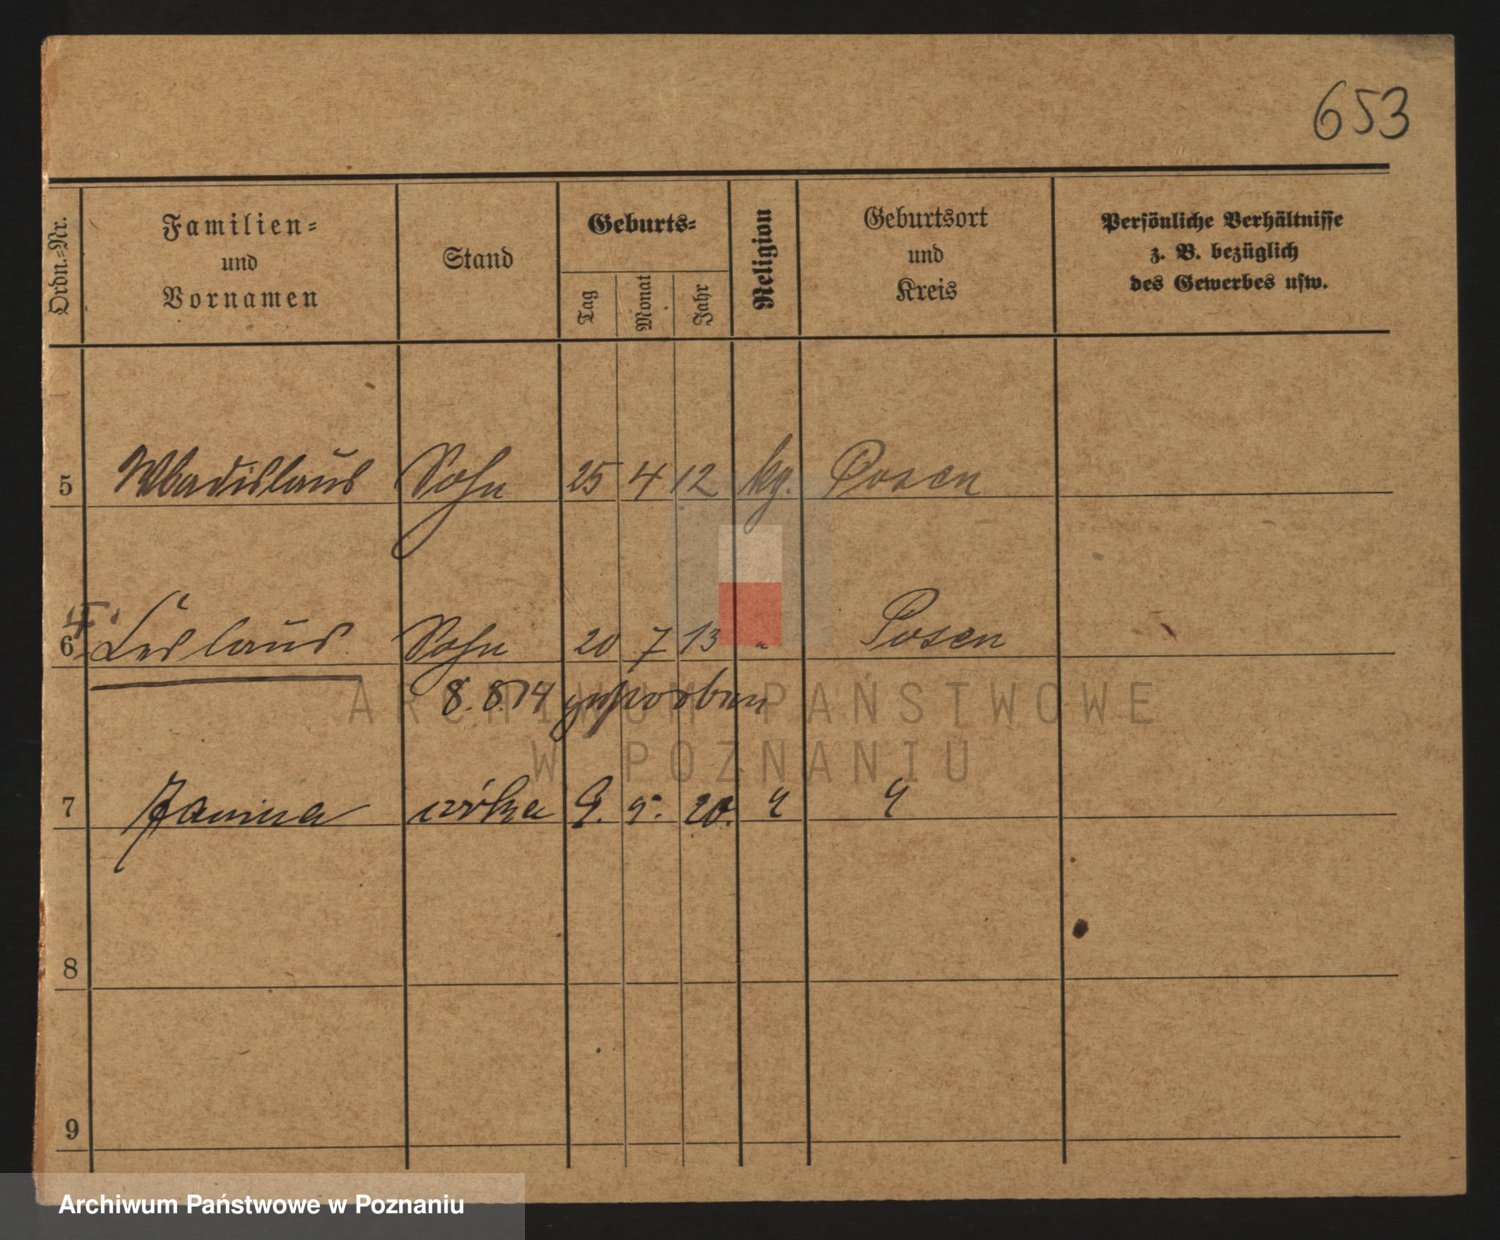 653
Ordn.-Nr.
Familien-
und
Vornamen
Stand
Geburts-
Tag
Monat
Jahr
Religion
Geburtsort
und
Kreis
Persönliche Verhältnisse
z. B. bezüglich
des Gewerbes usw.
5 Wladislaus Sohn 25 4 12 kg. Posen
6 Leslaus Sohn 20 7 13 " Posen
8.8.14 gestorben
7 Janina córka 9. 5. 20.
8
9
ARCHIWUM PAŃSTWOWE
W POZNANIU
Archiwum Państwowe w Poznaniu